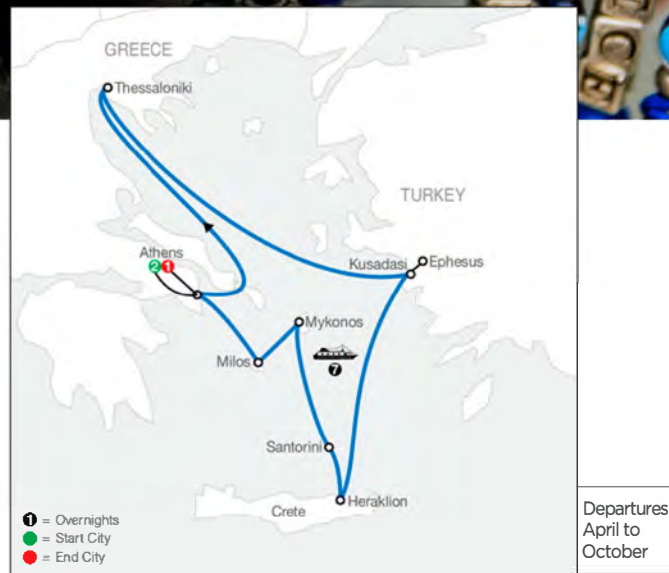 GREECE
Thessaloniki
TURKEY
Athens
2 1
Kusadasi
Ephesus
Mykonos
Milos
7
Santorini
Heraklion
Crete
1 = Overnights
= Start City
= End City
Departures
April to
October